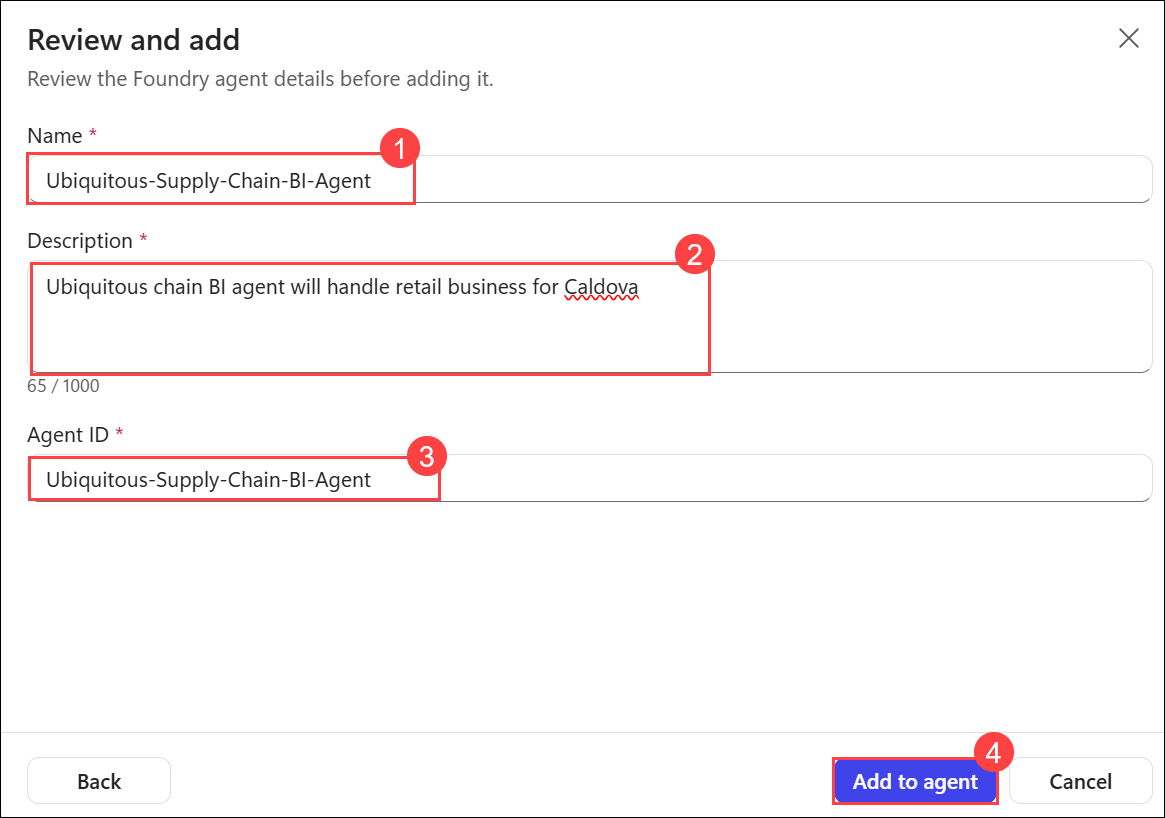 Review and add
Review the Foundry agent details before adding it.
Name *
1
Ubiquitous-Supply-Chain-BI-Agent
Description *
2
Ubiquitous chain BI agent will handle retail business for Caldova
65 / 1000
Agent ID *
3
Ubiquitous-Supply-Chain-BI-Agent
4
Back
Add to agent
Cancel